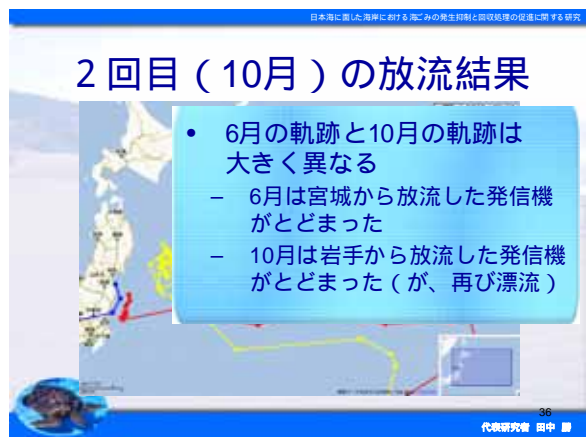 日本海に面した海岸における海ごみの発生抑制と回収処理の促進に関する研究
2回目（10月）の放流結果
• 6月の軌跡と10月の軌跡は
大きく異なる
– 6月は宮城から放流した発信機
がとどまった
– 10月は岩手から放流した発信機
がとどまった（が、再び漂流）
36
代表研究者 田中 勝